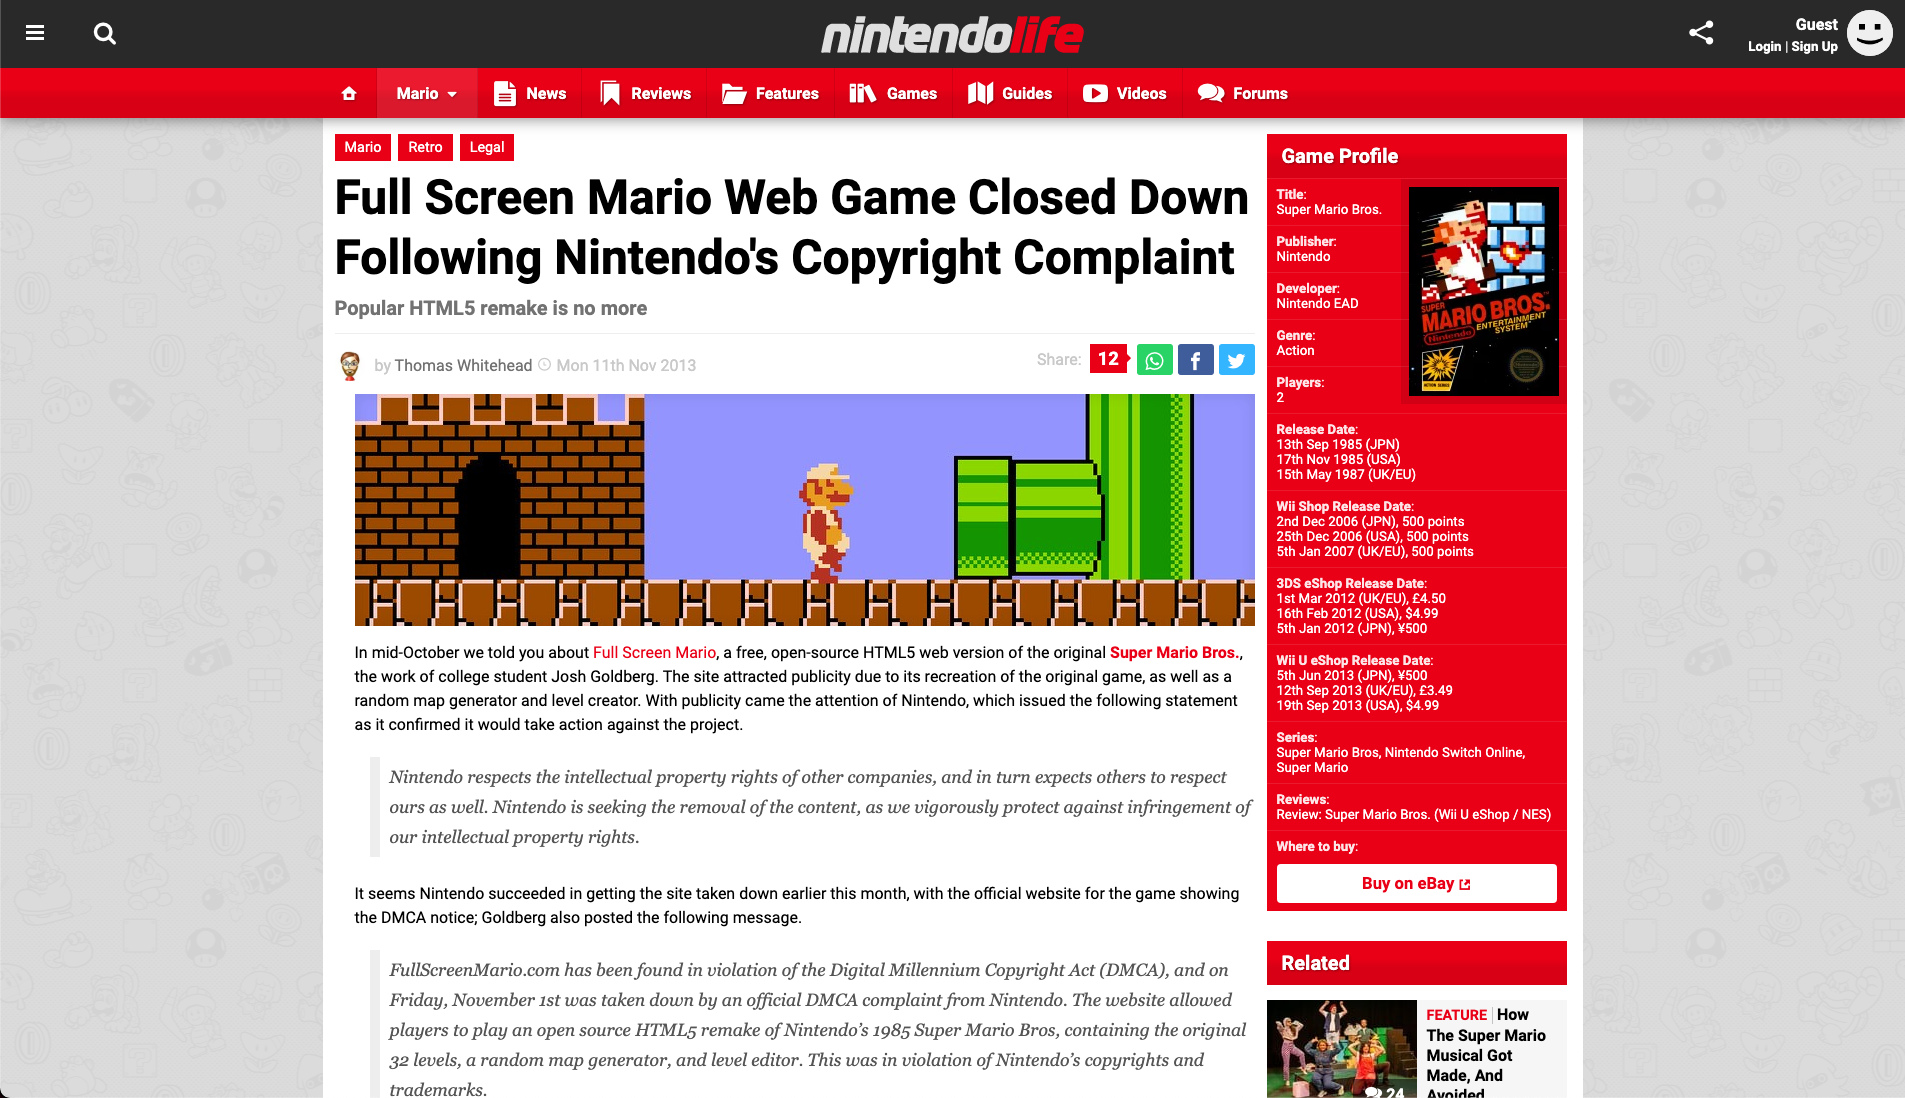 nintendolife
Guest
Login | Sign Up
Mario
News
Reviews
Features
Games
Guides
Videos
Forums
Mario
Retro
Legal
Full Screen Mario Web Game Closed Down
Following Nintendo's Copyright Complaint
Popular HTML5 remake is no more
by Thomas Whitehead Mon 11th Nov 2013
Share: 12
In mid-October we told you about Full Screen Mario, a free, open-source HTML5 web version of the original Super Mario Bros.,
the work of college student Josh Goldberg. The site attracted publicity due to its recreation of the original game, as well as a
random map generator and level creator. With publicity came the attention of Nintendo, which issued the following statement
as it confirmed it would take action against the project.
Nintendo respects the intellectual property rights of other companies, and in turn expects others to respect
ours as well. Nintendo is seeking the removal of the content, as we vigorously protect against infringement of
our intellectual property rights.
It seems Nintendo succeeded in getting the site taken down earlier this month, with the official website for the game showing
the DMCA notice; Goldberg also posted the following message.
FullScreenMario.com has been found in violation of the Digital Millennium Copyright Act (DMCA), and on
Friday, November 1st was taken down by an official DMCA complaint from Nintendo. The website allowed
players to play an open source HTML5 remake of Nintendo’s 1985 Super Mario Bros, containing the original
32 levels, a random map generator, and level editor. This was in violation of Nintendo’s copyrights and
trademarks.
Game Profile
Title:
Super Mario Bros.
Publisher:
Nintendo
Developer:
Nintendo EAD
Genre:
Action
Players:
2
SUPER
MARIO BROS.™
Nintendo
ENTERTAINMENT
SYSTEM™
ACTION SERIES
Release Date:
13th Sep 1985 (JPN)
17th Nov 1985 (USA)
15th May 1987 (UK/EU)
Wii Shop Release Date:
2nd Dec 2006 (JPN), 500 points
25th Dec 2006 (USA), 500 points
5th Jan 2007 (UK/EU), 500 points
3DS eShop Release Date:
1st Mar 2012 (UK/EU), £4.50
16th Feb 2012 (USA), $4.99
5th Jan 2012 (JPN), ¥500
Wii U eShop Release Date:
5th Jun 2013 (JPN), ¥500
12th Sep 2013 (UK/EU), £3.49
19th Sep 2013 (USA), $4.99
Series:
Super Mario Bros, Nintendo Switch Online,
Super Mario
Reviews:
Review: Super Mario Bros. (Wii U eShop / NES)
Where to buy:
Buy on eBay
Related
24
FEATURE How
The Super Mario
Musical Got
Made, And
Avoided